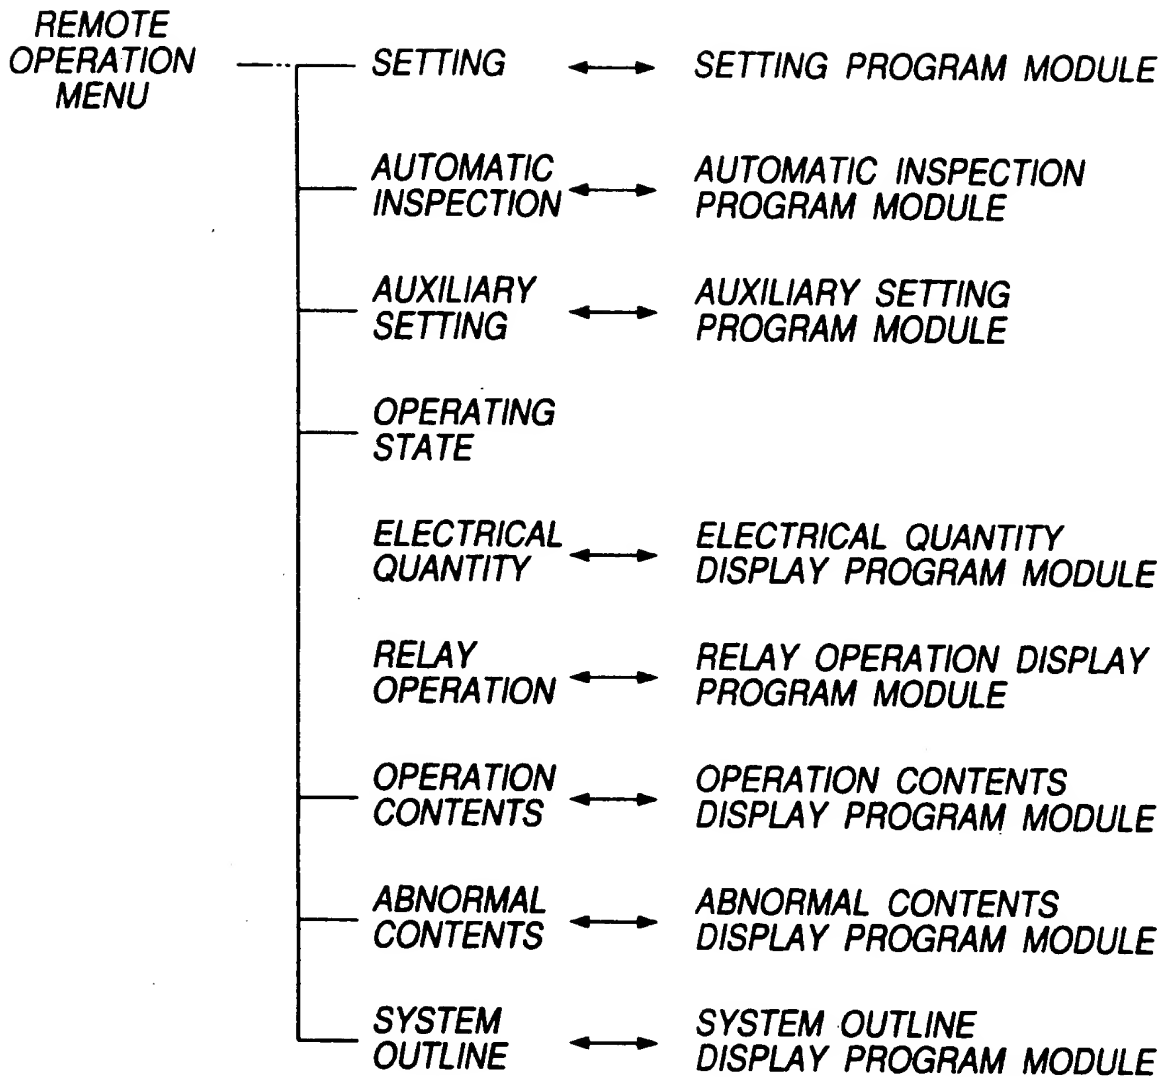 REMOTE
OPERATION
MENU
SETTING
SETTING PROGRAM MODULE
AUTOMATIC
INSPECTION
AUTOMATIC INSPECTION
PROGRAM MODULE
AUXILIARY
SETTING
AUXILIARY SETTING
PROGRAM MODULE
OPERATING
STATE
ELECTRICAL
QUANTITY
ELECTRICAL QUANTITY
DISPLAY PROGRAM MODULE
RELAY
OPERATION
RELAY OPERATION DISPLAY
PROGRAM MODULE
OPERATION
CONTENTS
OPERATION CONTENTS
DISPLAY PROGRAM MODULE
ABNORMAL
CONTENTS
ABNORMAL CONTENTS
DISPLAY PROGRAM MODULE
SYSTEM
OUTLINE
SYSTEM OUTLINE
DISPLAY PROGRAM MODULE